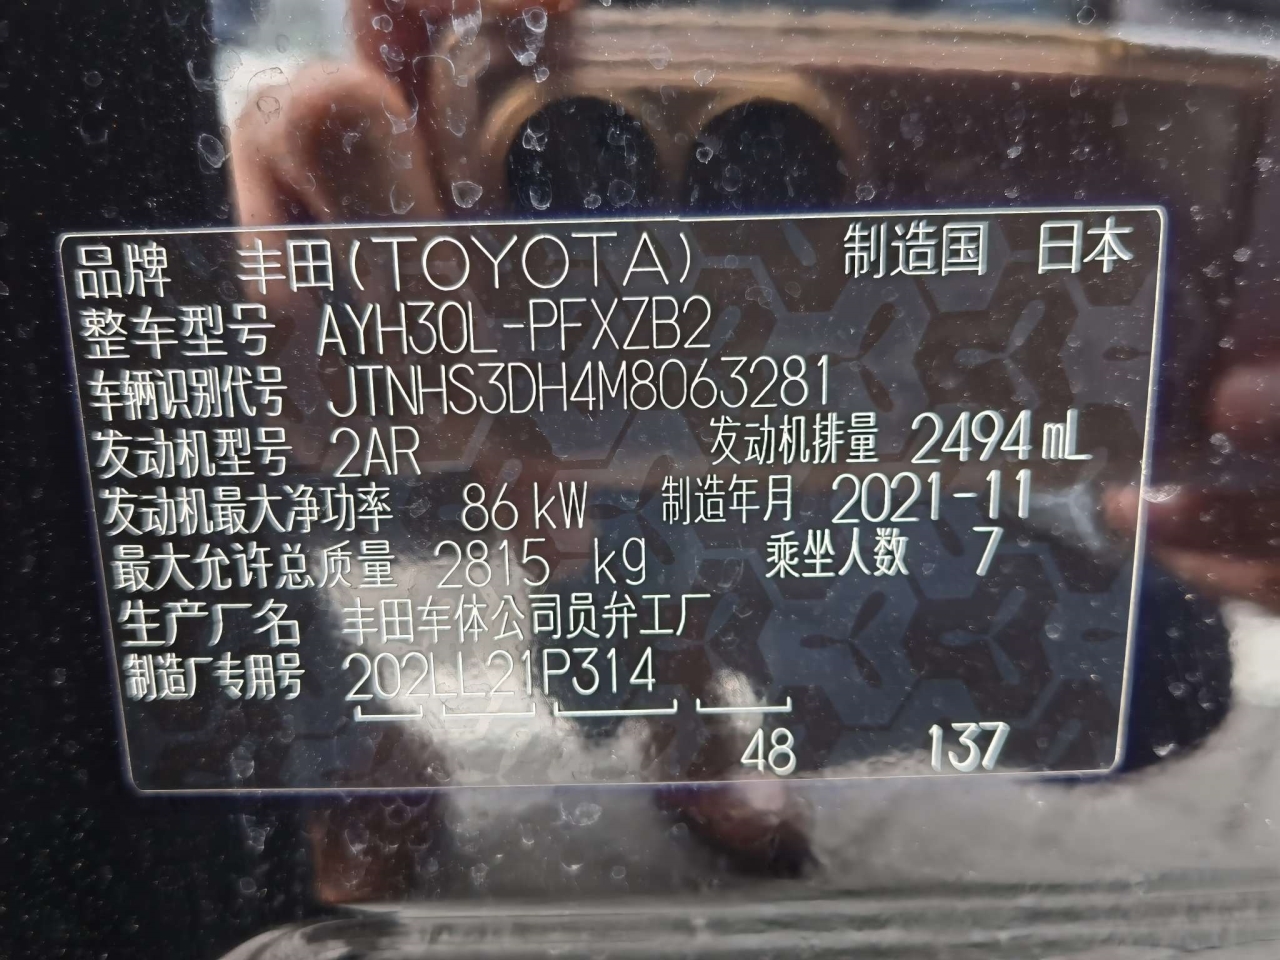 品牌 丰田(TOYOTA) 制造国 日本
整车型号 AYH30L-PFXZB2
车辆识别代号 JTNHS3DH4M8063281
发动机型号 2AR 发动机排量 2494 mL
发动机最大净功率 86 kW 制造年月 2021-11
最大允许总质量 2815 kg 乘坐人数 7
生产厂名 丰田车体公司员弁工厂
制造厂专用号 202LL21P314
48 137